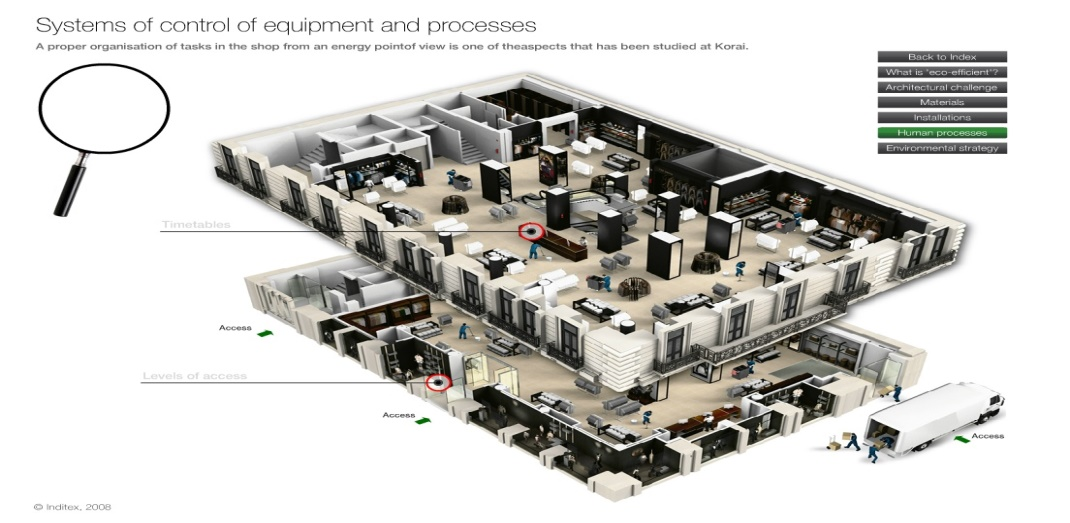 Systems of control of equipment and processes
A proper organisation of tasks in the shop from an energy pointof view is one of theaspects that has been studied at Korai.
Back to Index
What is 'eco-efficient'?
Architectural challenge
Materials
Installations
Human processes
Environmental strategy
Timetables
Access
Levels of access
Access
Access
© Inditex, 2008